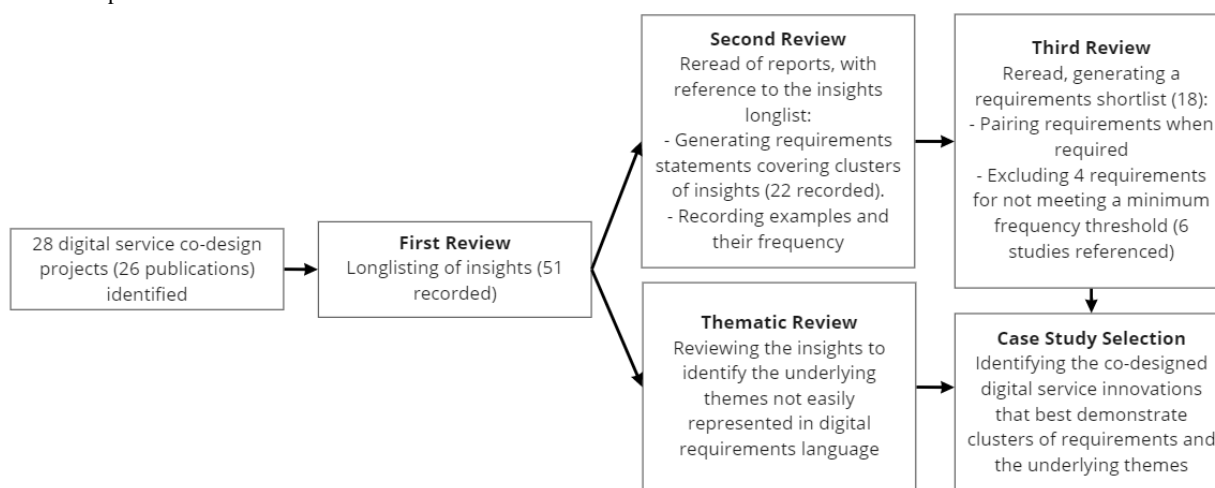 28 digital service co-design
projects (26 publications)
identified
First Review
Longlisting of insights (51
recorded)
Second Review
Reread of reports, with
reference to the insights
longlist:
- Generating requirements
statements covering clusters
of insights (22 recorded).
- Recording examples and
their frequency
Third Review
Reread, generating a
requirements shortlist (18):
- Pairing requirements when
required
- Excluding 4 requirements
for not meeting a minimum
frequency threshold (6
studies referenced)
Thematic Review
Reviewing the insights to
identify the underlying
themes not easily
represented in digital
requirements language
Case Study Selection
Identifying the co-designed
digital service innovations
that best demonstrate
clusters of requirements and
the underlying themes